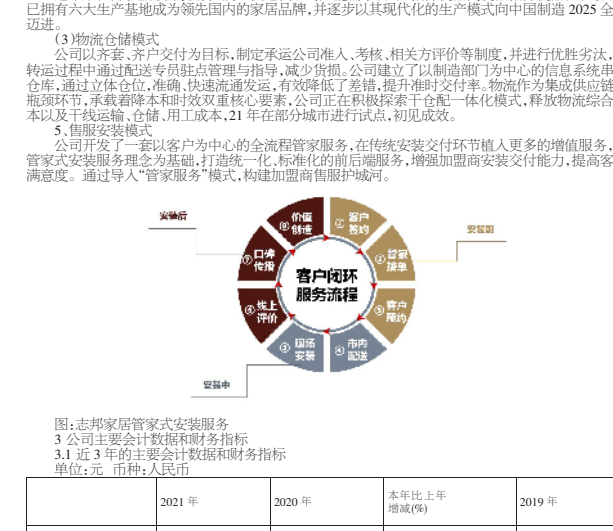 已拥有六大生产基地成为领先国内的家居品牌,并逐步以其现代化的生产模式向中国制造 2025 全
迈进。
(3)物流仓储模式
公司以齐套、齐户交付为目标,制定承运公司准入、考核、相关方评价等制度,并进行优胜劣汰,
转运过程中通过配送专员驻点管理与指导,减少货损。公司建立了以制造部门为中心的信息系统串
仓库,通过立体仓位,准确、快速流通发运,有效降低了差错,提升准时交付率。物流作为集成供应链
瓶颈环节,承载着降本和时效双重核心要素,公司正在积极探索干仓配一体化模式,释放物流综合
本以及干线运输、仓储、用工成本,21 年在部分城市进行试点,初见成效。
5、售服安装模式
公司开发了一套以客户为中心的全流程管家服务,在传统安装交付环节植入更多的增值服务,
管家式安装服务理念为基础,打造统一化、标准化的前后端服务,增强加盟商安装交付能力,提高客
满意度。通过导入“管家服务”模式,构建加盟商售服护城河。
安装后
安装前
安装中
客户闭环
服务流程
① 客户
签约
② 管家
接单
③ 客户
预约
④ 市内
配送
⑤ 现场
安装
⑥ 线上
评价
⑦ 口碑
传播
⑧ 价值
创造
图:志邦家居管家式安装服务
3 公司主要会计数据和财务指标
3.1 近 3 年的主要会计数据和财务指标
单位:元 币种:人民币
2021 年
2020 年
本年比上年
增减(%)
2019 年